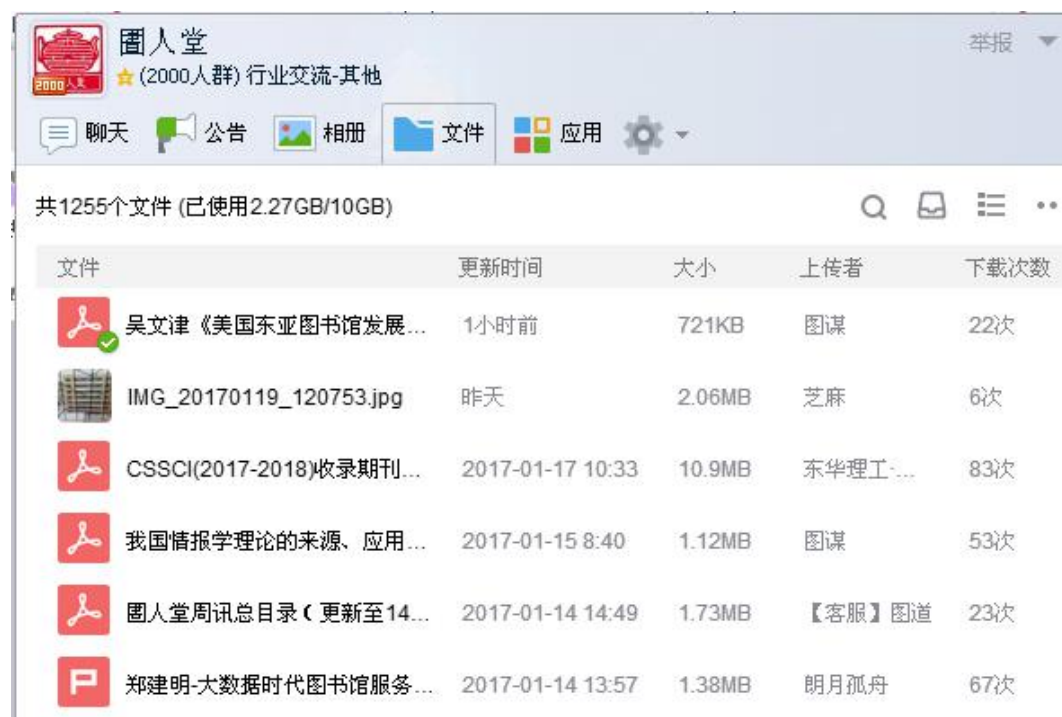 圕人堂
举报
2000人堂
(2000人群) 行业交流-其他
聊天 公告 相册 文件 应用
共1255个文件 (已使用2.27GB/10GB)
文件 更新时间 大小 上传者 下载次数
吴文津《美国东亚图书馆发展... 1小时前 721KB 图谋 22次
IMG_20170119_120753.jpg 昨天 2.06MB 芝麻 6次
CSSCI(2017-2018)收录期刊... 2017-01-17 10:33 10.9MB 东华理工-... 83次
我国情报学理论的来源、应用... 2017-01-15 8:40 1.12MB 图谋 53次
圕人堂周讯总目录（更新至14... 2017-01-14 14:49 1.73MB 【客服】图道 23次
郑建明-大数据时代图书馆服务... 2017-01-14 13:57 1.38MB 朗月孤舟 67次